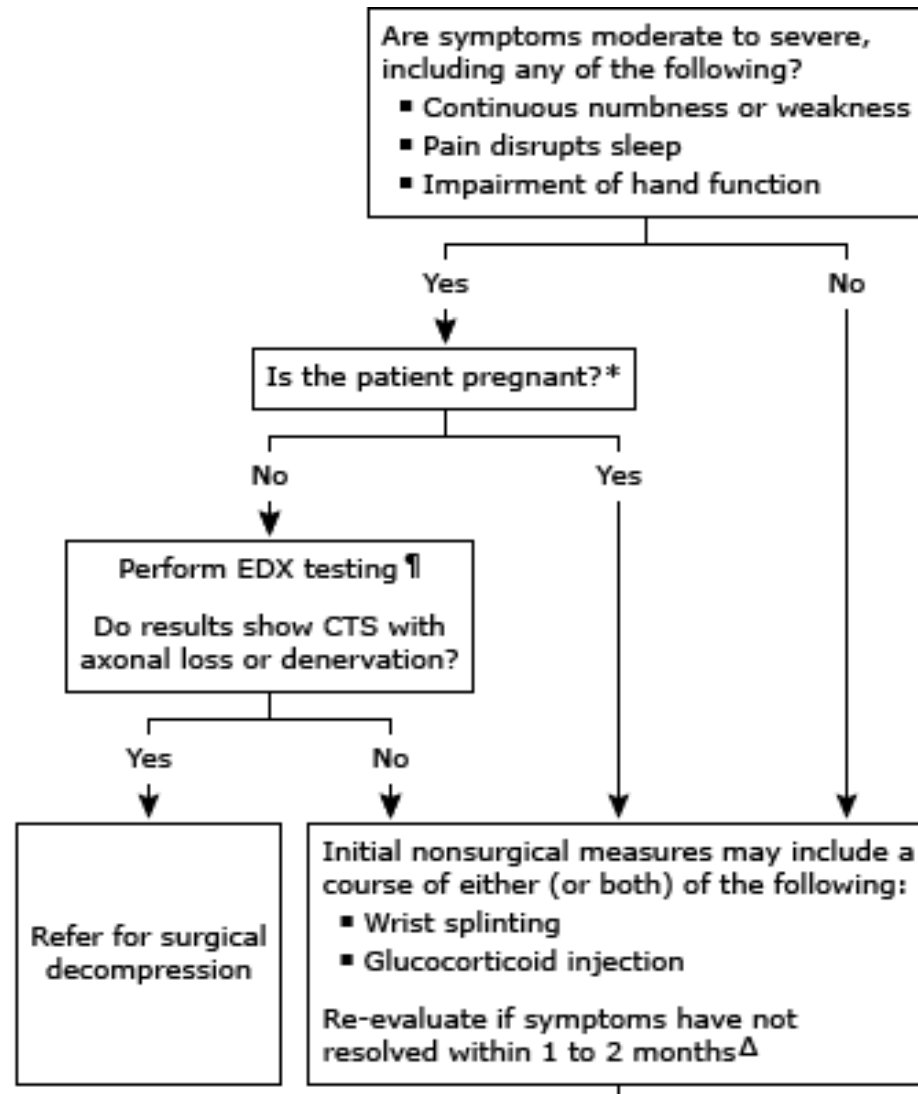 Are symptoms moderate to severe,
including any of the following?
▪ Continuous numbness or weakness
▪ Pain disrupts sleep
▪ Impairment of hand function
Yes
No
Is the patient pregnant?*
No
Yes
Perform EDX testing¶
Do results show CTS with
axonal loss or denervation?
Yes
No
Refer for surgical
decompression
Initial nonsurgical measures may include a
course of either (or both) of the following:
▪ Wrist splinting
▪ Glucocorticoid injection
Re-evaluate if symptoms have not
resolved within 1 to 2 monthsΔ